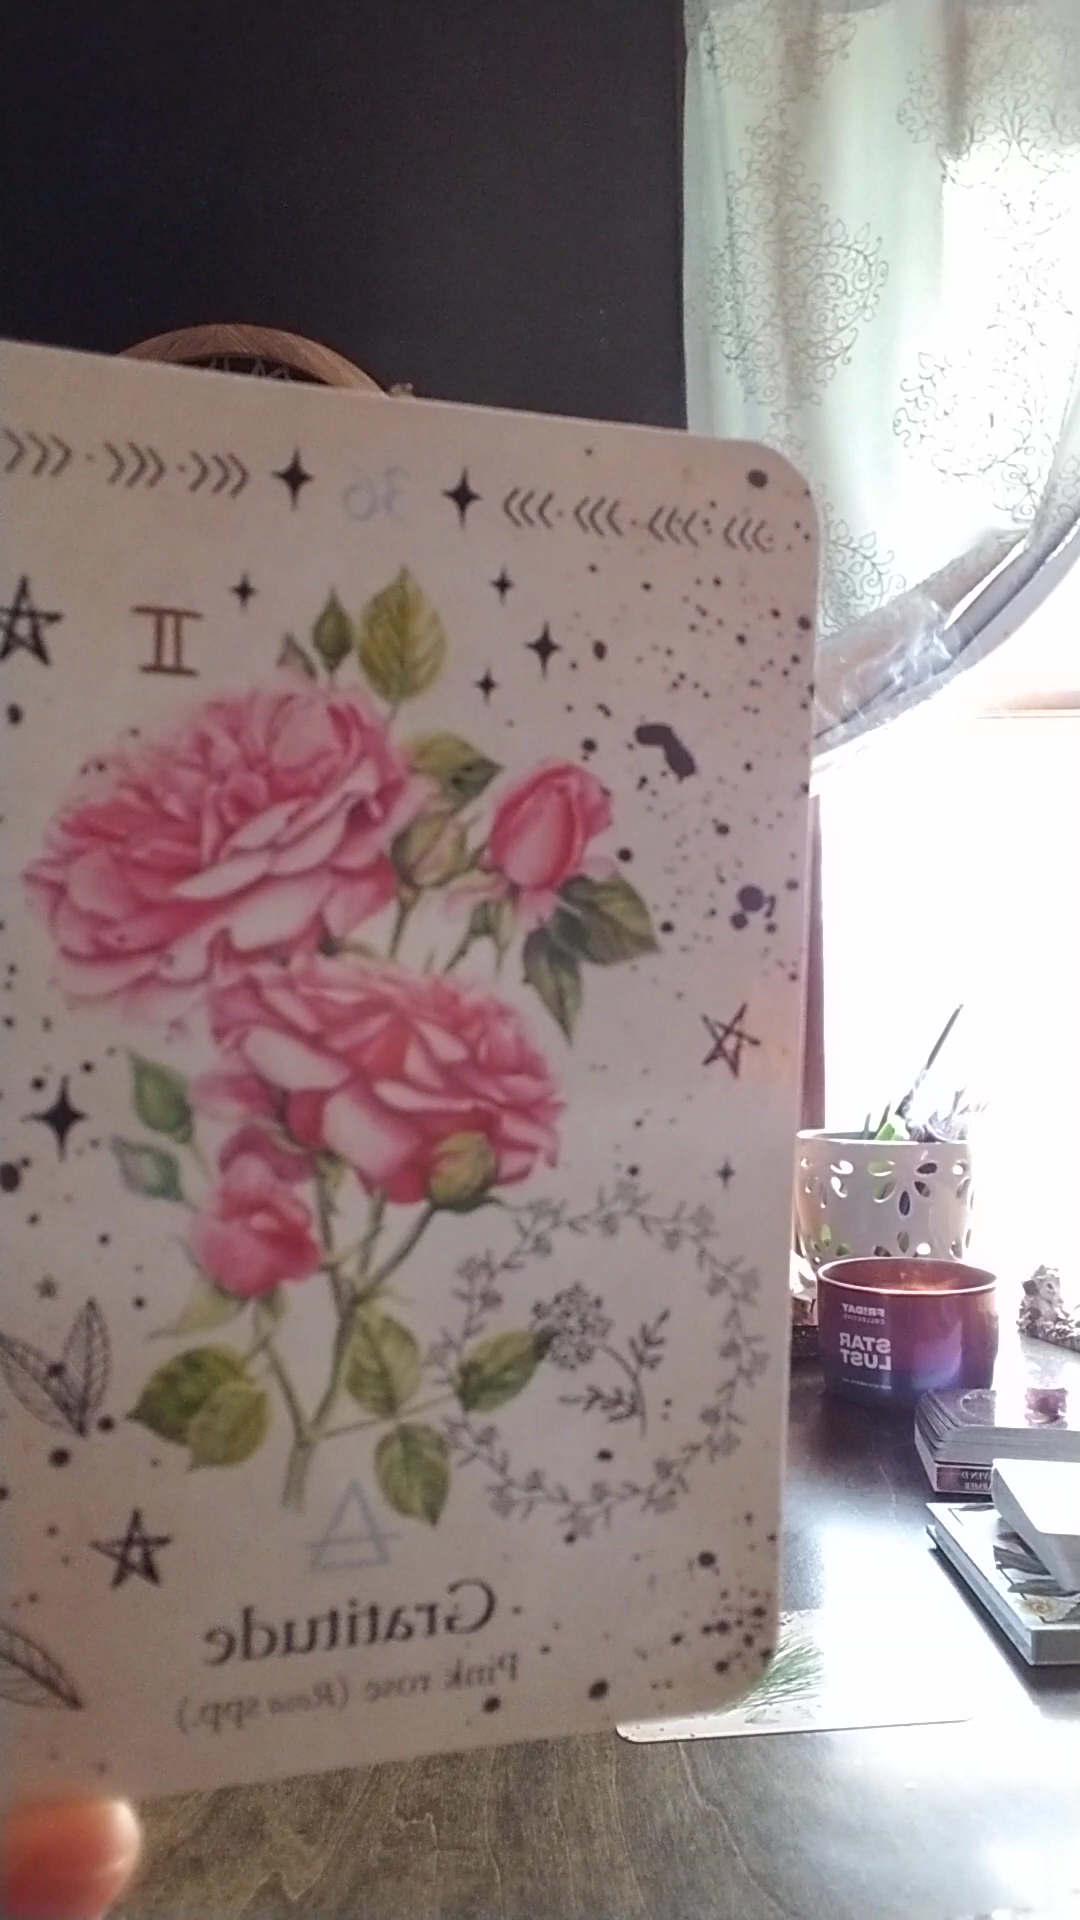 36
Gratitude
Pink rose (Rosa spp.)
FRIDAY
COLLECTIVE
STAR
LUST